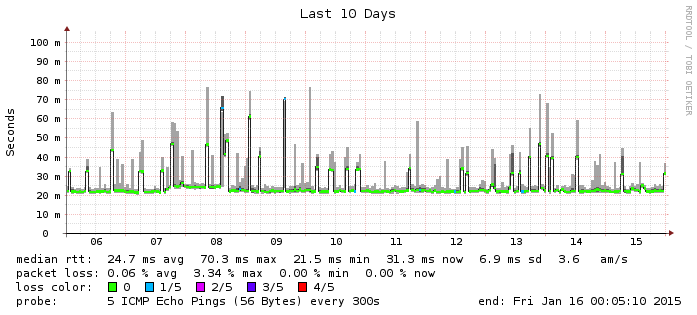 Last 10 Days
RRDTOOL / TOBI OETIKER
Seconds
100 m
90 m
80 m
70 m
60 m
50 m
40 m
30 m
20 m
10 m
0
06 07 08 09 10 11 12 13 14 15
median rtt: 24.7 ms avg 70.3 ms max 21.5 ms min 31.3 ms now 6.9 ms sd 3.6 am/s
packet loss: 0.06 % avg 3.34 % max 0.00 % min 0.00 % now
loss color: 0 1/5 2/5 3/5 4/5
probe: 5 ICMP Echo Pings (56 Bytes) every 300s end: Fri Jan 16 00:05:10 2015